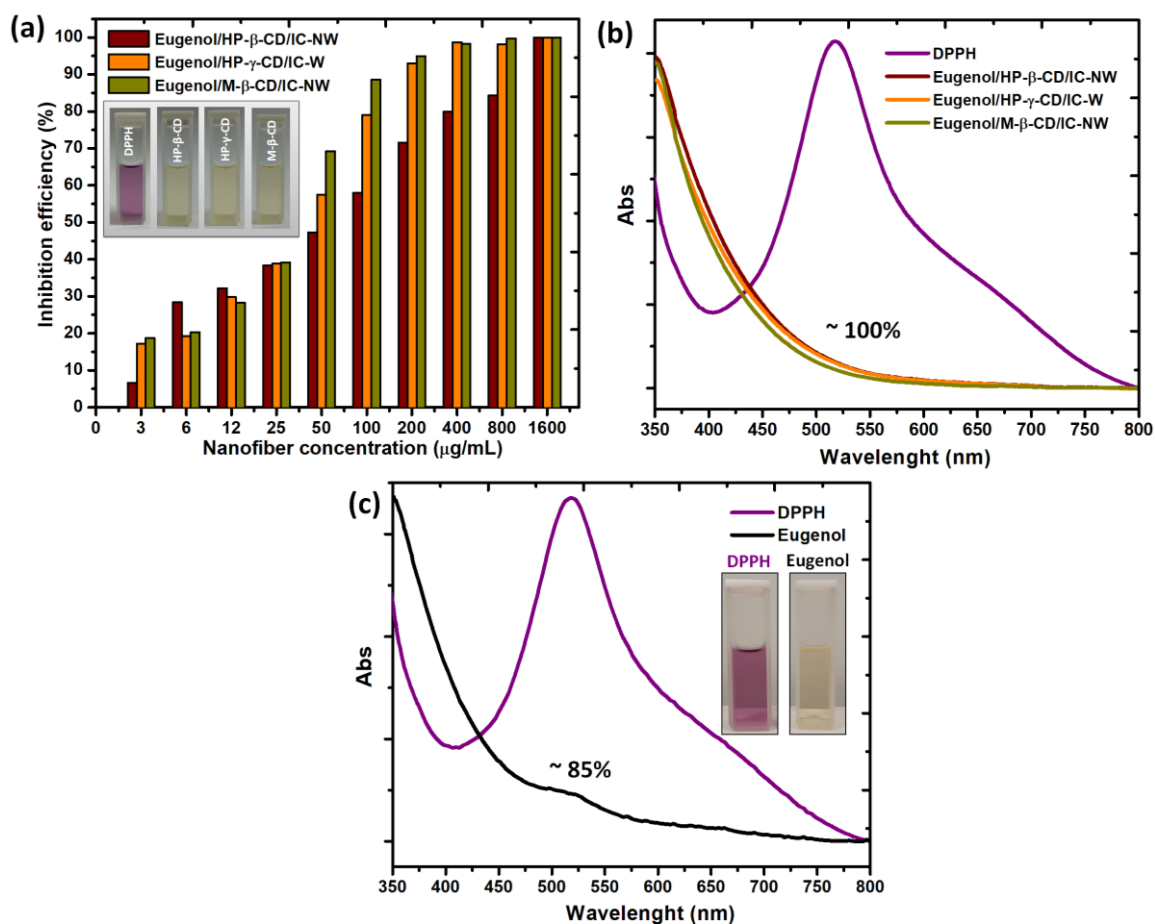 (a)
Inhibition efficiency (%)
100
90
80
70
60
50
40
30
20
10
0
Eugenol/HP-β-CD/IC-NW
Eugenol/HP-γ-CD/IC-W
Eugenol/M-β-CD/IC-NW
DPPH
HP-β-CD
HP-γ-CD
M-β-CD
0 3 6 12 25 50 100 200 400 800 1600
Nanofiber concentration (μg/mL)
(b)
Abs
DPPH
Eugenol/HP-β-CD/IC-NW
Eugenol/HP-γ-CD/IC-W
Eugenol/M-β-CD/IC-NW
~ 100%
350 400 450 500 550 600 650 700 750 800
Wavelenght (nm)
(c)
Abs
DPPH
Eugenol
DPPH Eugenol
~ 85%
350 400 450 500 550 600 650 700 750 800
Wavelenght (nm)